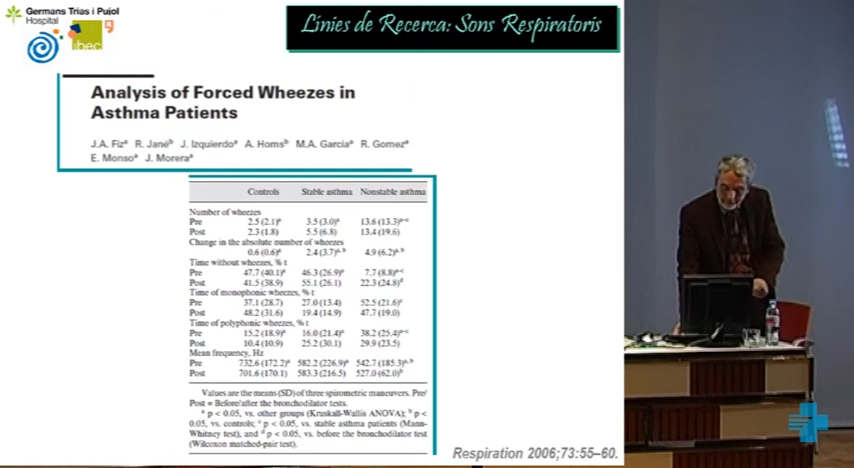 Germans Trias i Pujol
Hospital
ibec
Línies de Recerca: Sons Respiratoris
Analysis of Forced Wheezes in
Asthma Patients
J.A. Fizᵃ R. Janéᵇ J. Izquierdoᵃ A. Homsᵇ M.A. Garcíaᵃ R. Gomezᵃ
E. Monsoᵃ J. Moreraᵃ
Controls Stable asthma Nonstable asthma
Number of wheezes
Pre 2.5 (2.1)ᵃ 3.5 (3.0)ᵃ 13.6 (13.3)ᵃ⁻ᶜ
Post 2.3 (1.8) 5.5 (6.8) 13.4 (19.6)
Change in the absolute number of wheezes
0.6 (0.6)ᵃ 2.4 (3.7)ᵃ,ᵇ 4.9 (6.2)ᵃ,ᵇ
Time without wheezes, % t
Pre 47.7 (40.1)ᵃ 46.3 (26.9)ᵃ 7.7 (8.8)ᵃ⁻ᶜ
Post 41.5 (38.9) 55.1 (26.1) 22.3 (24.8)ᵈ
Time of monophonic wheezes, % t
Pre 37.1 (28.7) 27.0 (13.4) 52.5 (21.6)ᶜ
Post 48.2 (31.6) 19.4 (14.9) 47.7 (19.0)
Time of polyphonic wheezes, % t
Pre 15.2 (18.9)ᵃ 16.0 (21.4)ᵃ 38.2 (25.4)ᵃ⁻ᶜ
Post 10.4 (10.9) 25.2 (30.1) 29.9 (23.5)
Mean frequency, Hz
Pre 732.6 (172.2)ᵃ 582.2 (226.9)ᵃ 542.7 (185.3)ᵃ,ᵇ
Post 701.6 (170.1) 583.3 (216.5) 527.0 (62.0)ᵇ
Values are the means (SD) of three spirometric maneuvers. Pre/
Post = Before/after the bronchodilator tests.
ᵃ p < 0.05, vs. other groups (Kruskall-Wallis ANOVA); ᵇ p <
0.05, vs. controls; ᶜ p < 0.05, vs. stable asthma patients (Mann-
Whitney test), and ᵈ p < 0.05, vs. before the bronchodilator test
(Wilcoxon matched-pair test).
Respiration 2006;73:55–60.